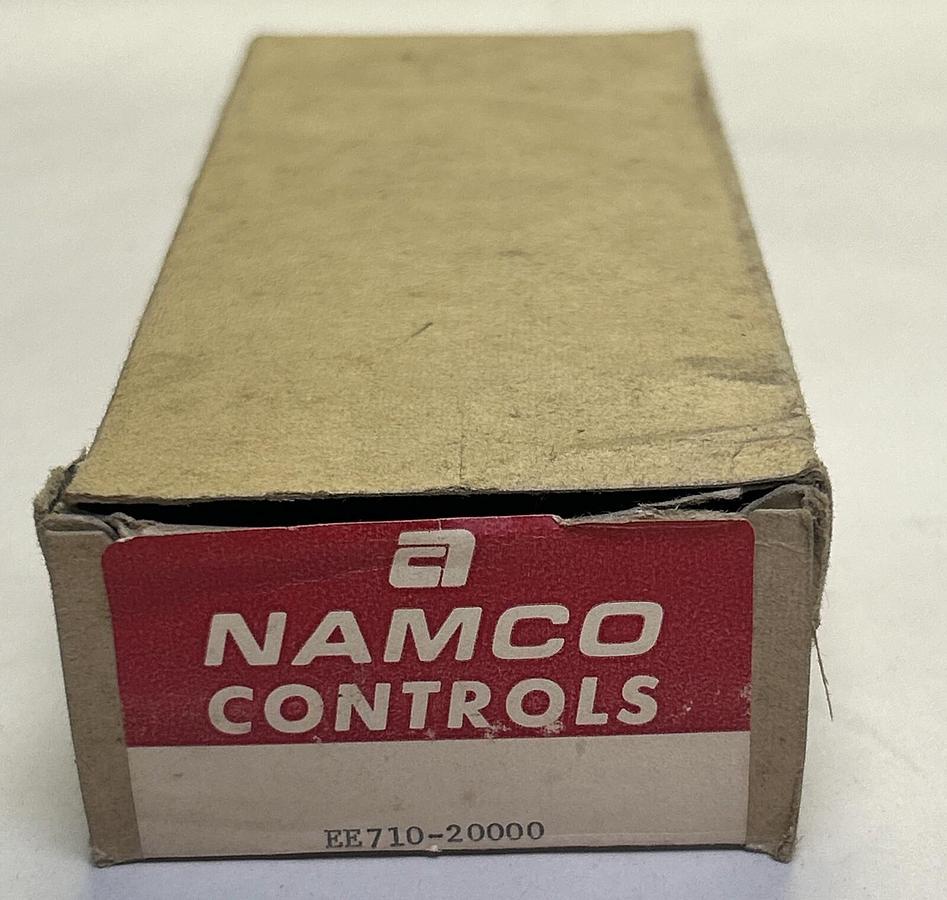 a
NAMCO
CONTROLS
EE710-20000